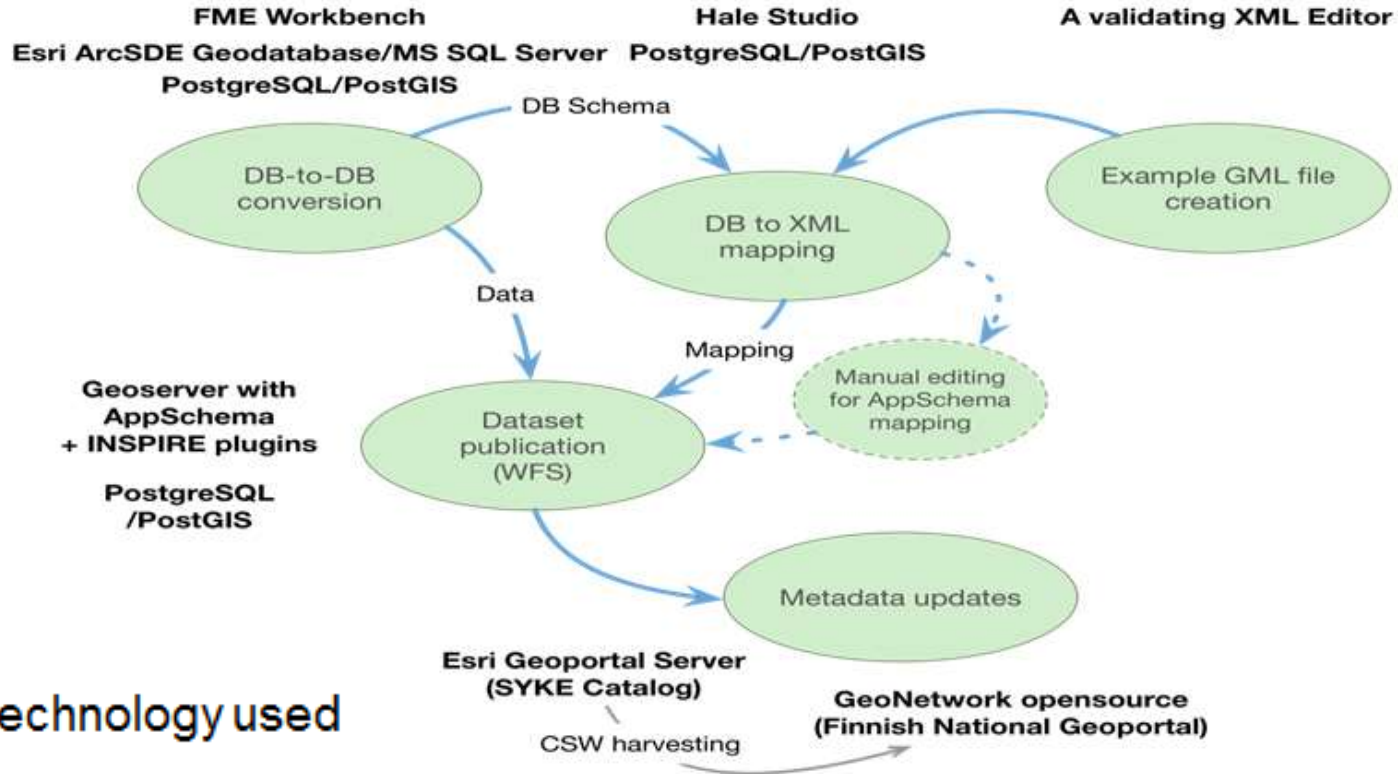 FME Workbench
Esri ArcSDE Geodatabase/MS SQL Server
PostgreSQL/PostGIS
Hale Studio
PostgreSQL/PostGIS
A validating XML Editor
DB Schema
DB-to-DB
conversion
DB to XML
mapping
Example GML file
creation
Data
Mapping
Manual editing
for AppSchema
mapping
Geoserver with
AppSchema
+ INSPIRE plugins
PostgreSQL
/PostGIS
Dataset
publication
(WFS)
Metadata updates
Esri Geoportal Server
(SYKE Catalog)
GeoNetwork opensource
(Finnish National Geoportal)
CSW harvesting
echnology used